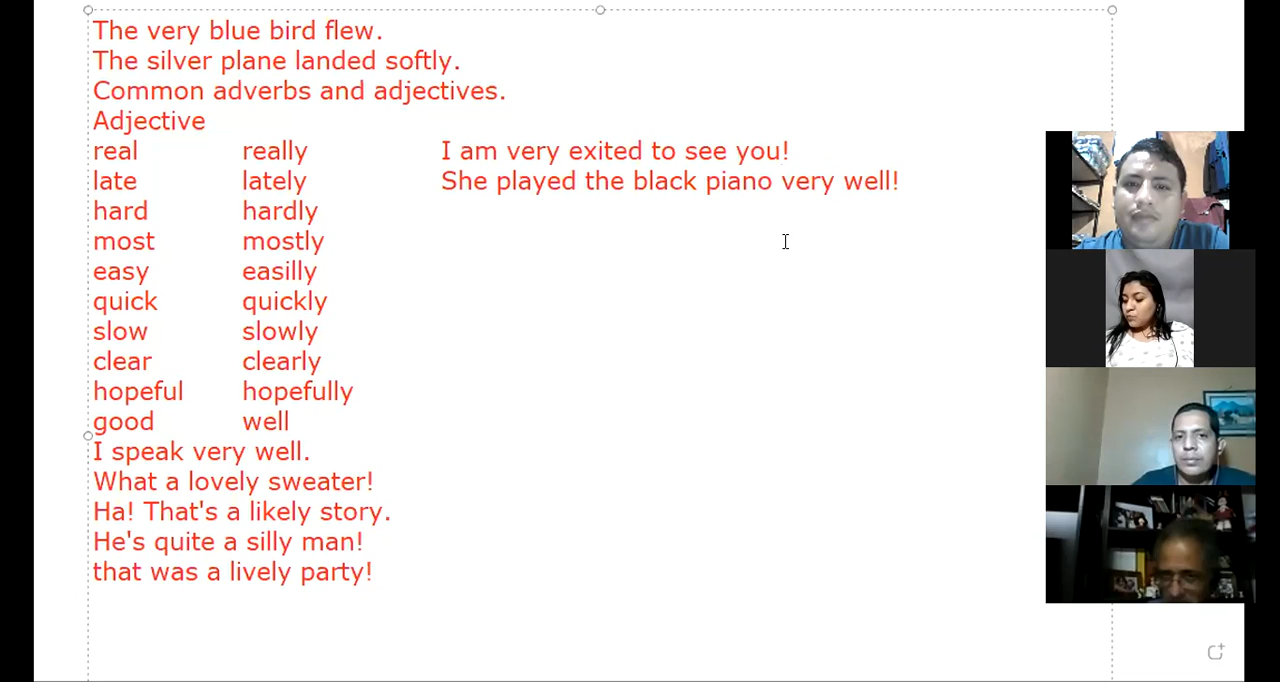 The very blue bird flew.
The silver plane landed softly.
Common adverbs and adjectives.
Adjective
real really I am very exited to see you!
late lately She played the black piano very well!
hard hardly
most mostly
easy easilly
quick quickly
slow slowly
clear clearly
hopeful hopefully
good well
I speak very well.
What a lovely sweater!
Ha! That's a likely story.
He's quite a silly man!
that was a lively party!